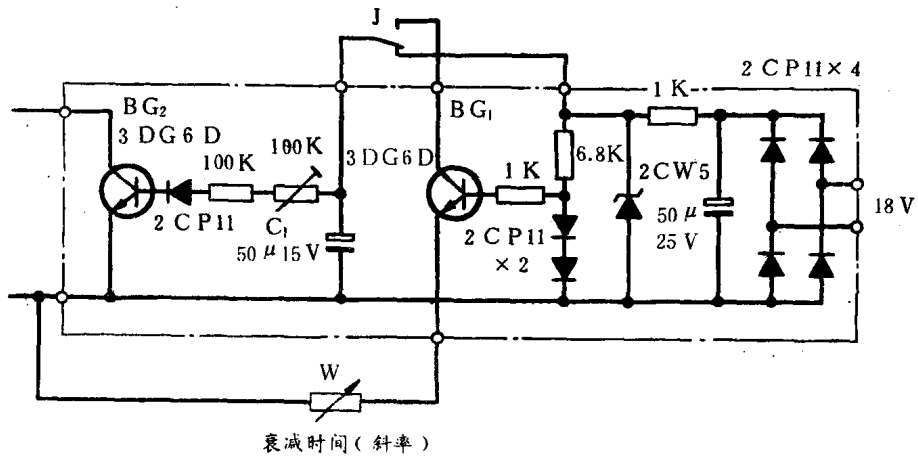 J
2CP11×4
BG₂
3DG6D
BG₁
1K
100K
100K
3DG6D
6.8K
1K
2CW5
2CP11
C₁
50μ 15V
2CP11
×2
50μ
25V
18V
W
衰减时间(斜率)